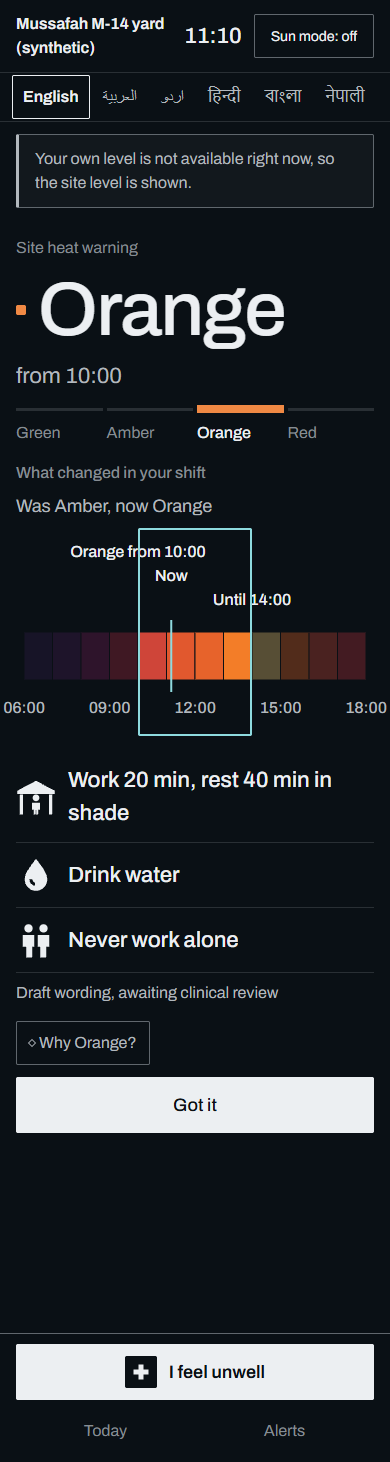 Mussafah M-14 yard
(synthetic)
11:10
Sun mode: off
English
العربية
اردو
हिन्दी
বাংলা
नेपाली
Your own level is not available right now, so
the site level is shown.
Site heat warning
Orange
from 10:00
Green
Amber
Orange
Red
What changed in your shift
Was Amber, now Orange
Orange from 10:00
Now
Until 14:00
06:00
09:00
12:00
15:00
18:00
Work 20 min, rest 40 min in
shade
Drink water
Never work alone
Draft wording, awaiting clinical review
Why Orange?
Got it
I feel unwell
Today
Alerts